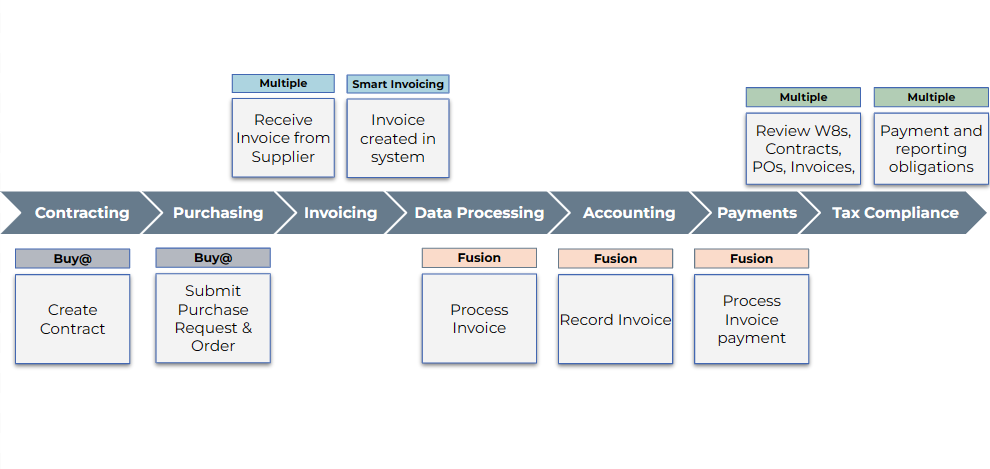 Multiple
Receive
Invoice from
Supplier
Smart Invoicing
Invoice
created in
system
Multiple
Review W8s,
Contracts,
POs, Invoices,
Multiple
Payment and
reporting
obligations
Contracting
Purchasing
Invoicing
Data Processing
Accounting
Payments
Tax Compliance
Buy@
Create
Contract
Buy@
Submit
Purchase
Request &
Order
Fusion
Process
Invoice
Fusion
Record Invoice
Fusion
Process
Invoice
payment